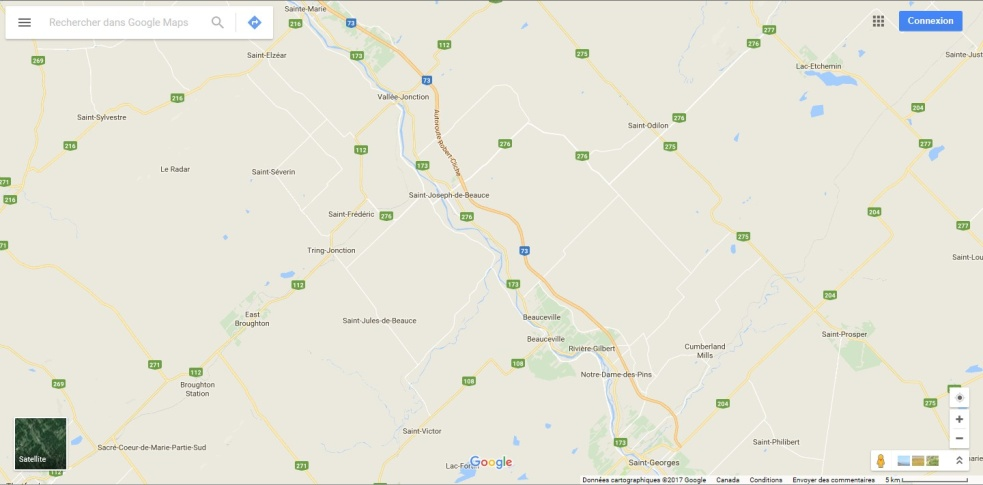 Rechercher dans Google Maps
Connexion
Sainte-Marie
73
216
112
277
276
173
275
Saint-Elzéar
Sainte-Just
269
Lac-Etchemin
73
Vallée-Jonction
216
204
Saint-Sylvestre
Autoroute Robert-Cliche
276
Saint-Odilon
216
112
276
275
277
276
173
Le Radar
Saint-Séverin
271
216
Saint-Joseph-de-Beauce
Saint-Frédéric
276
276
204
277
275
71
Tring-Jonction
73
Saint-Lou
112
173
204
East
Broughton
Saint-Jules-de-Beauce
Beauceville
Saint-Prosper
Beauceville
Rivière-Gilbert
Cumberland
Mills
271
112
108
Notre-Dame-des-Pins
269
Broughton
Station
108
204
275
Saint-Victor
173
Saint-Philibert
Sacré-Coeur-de-Marie-Partie-Sud
Satellite
271
Google
Saint-Georges
112
Données cartographiques ©2017 Google
Canada
Conditions
Envoyer des commentaires
5 km